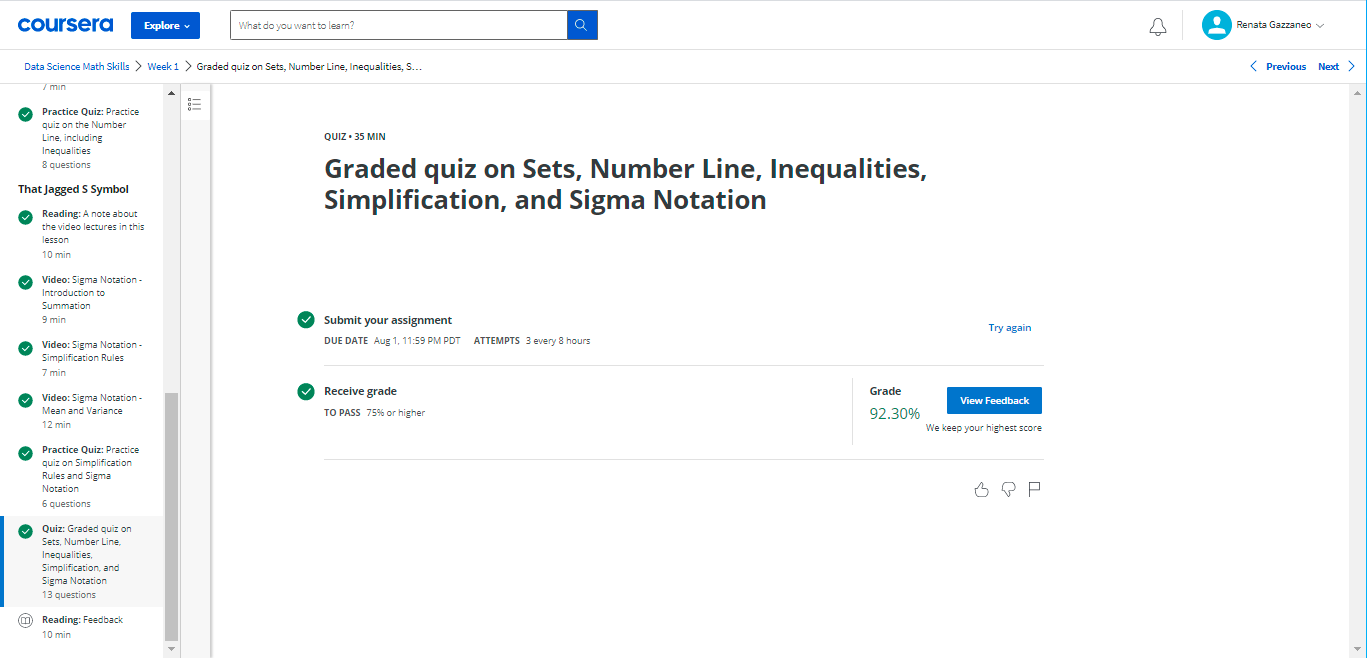 coursera
Explore
What do you want to learn?
Renata Gazzaneo
Data Science Math Skills > Week 1 > Graded quiz on Sets, Number Line, Inequalities, S...
Previous
Next
7 min
Practice Quiz: Practice
quiz on the Number
Line, including
Inequalities
8 questions
That Jagged S Symbol
Reading: A note about
the video lectures in this
lesson
10 min
Video: Sigma Notation -
Introduction to
Summation
9 min
Video: Sigma Notation -
Simplification Rules
7 min
Video: Sigma Notation -
Mean and Variance
12 min
Practice Quiz: Practice
quiz on Simplification
Rules and Sigma
Notation
6 questions
Quiz: Graded quiz on
Sets, Number Line,
Inequalities,
Simplification, and
Sigma Notation
13 questions
Reading: Feedback
10 min
QUIZ • 35 MIN
Graded quiz on Sets, Number Line, Inequalities,
Simplification, and Sigma Notation
Submit your assignment
DUE DATE Aug 1, 11:59 PM PDT ATTEMPTS 3 every 8 hours
Try again
Receive grade
TO PASS 75% or higher
Grade
92.30%
View Feedback
We keep your highest score